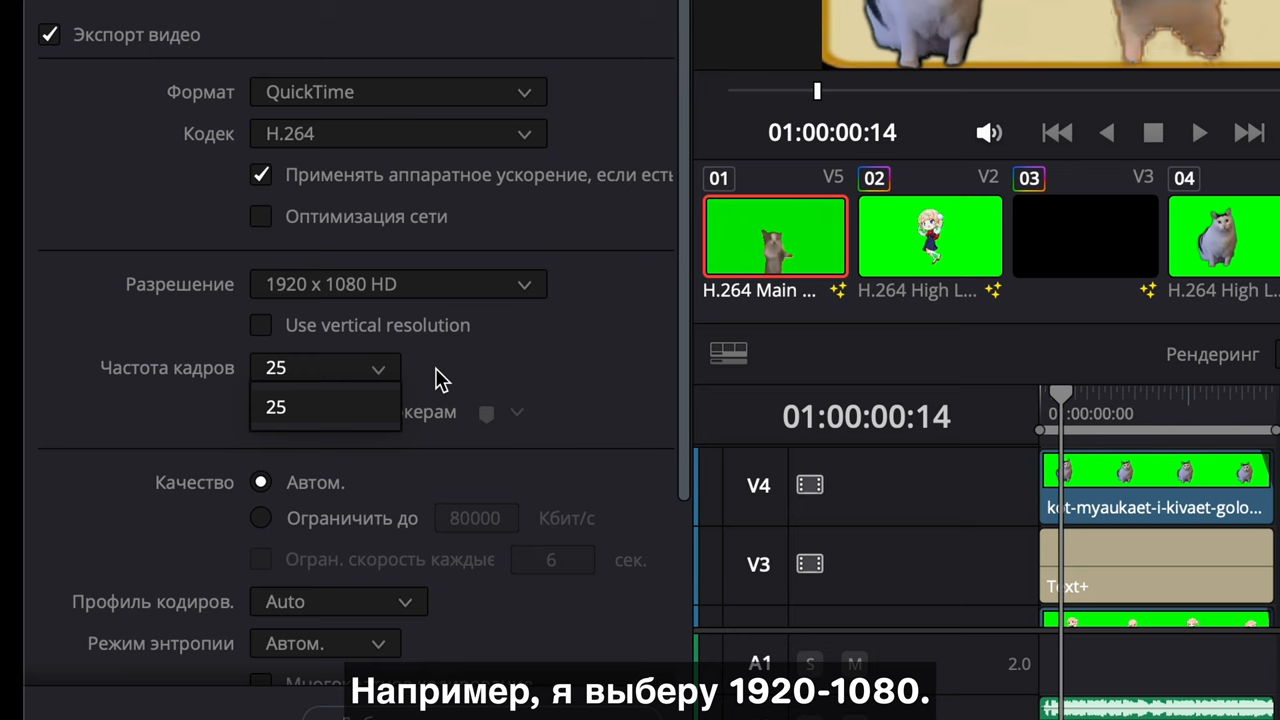 Экспорт видео
Формат QuickTime
Кодек H.264
Применять аппаратное ускорение, если есть
Оптимизация сети
Разрешение 1920 x 1080 HD
Use vertical resolution
Частота кадров 25
25
керам
Качество Автом.
Ограничить до 80000 Кбит/с
Огран. скорость каждые 6 сек.
Профиль кодиров. Auto
Режим энтропии Автом.
01:00:00:14
01 V5 02 V2 03 V3 04
H.264 Main ... H.264 High L... H.264 High L...
Рендеринг
01:00:00:14
:00:00:00
V4
kot-myaukaet-i-kivaet-golo...
V3
Text+
A1 S M 2.0
Например, я выберу 1920-1080.